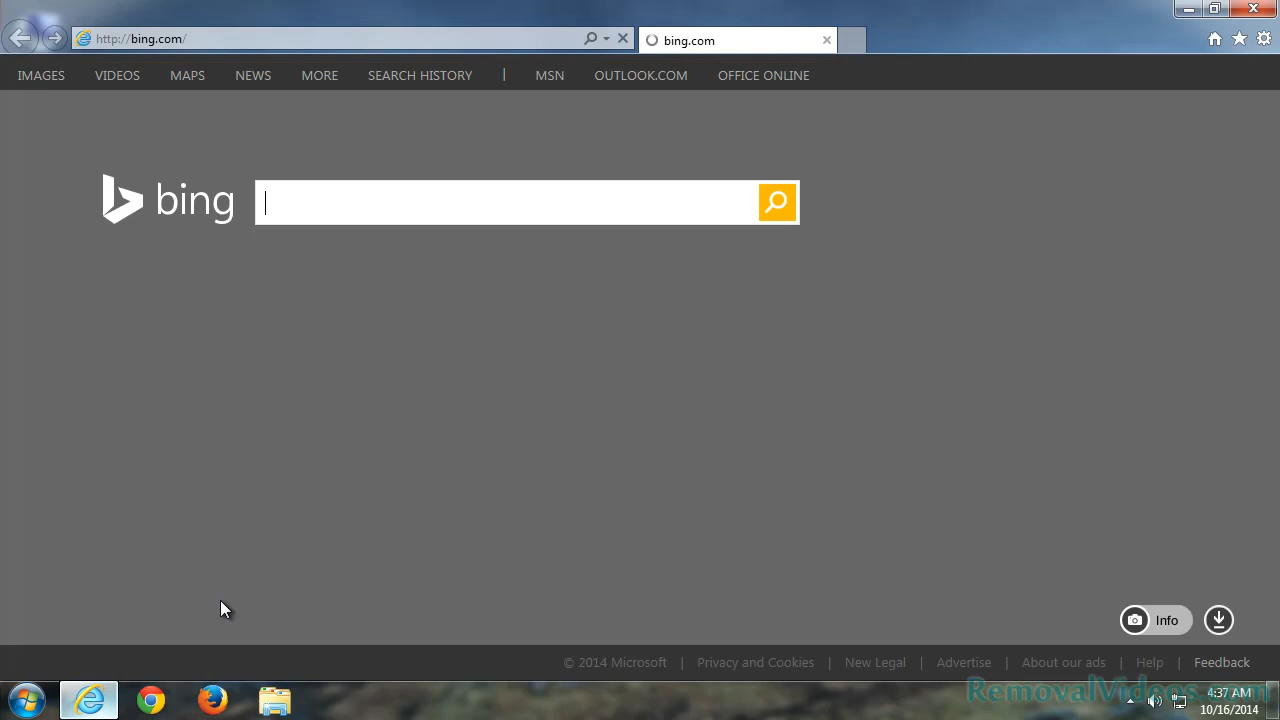 http://bing.com/
bing.com
IMAGES VIDEOS MAPS NEWS MORE SEARCH HISTORY | MSN OUTLOOK.COM OFFICE ONLINE
bing
Info
© 2014 Microsoft | Privacy and Cookies | New Legal | Advertise | About our ads | Help | Feedback
RemovalVideos.com
4:37 AM
10/16/2014